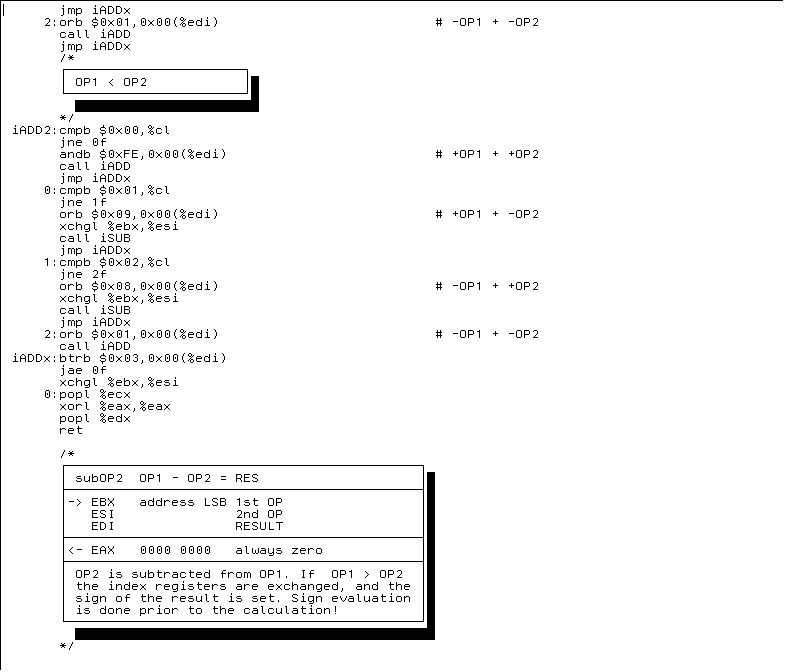 jmp iADDx
2:orb $0x01,0x00(%edi) # -OP1 + -OP2
call iADD
jmp iADDx
/*
OP1 < OP2
*/
iADD2:cmpb $0x00,%cl
jne 0f
andb $0xFE,0x00(%edi) # +OP1 + +OP2
call iADD
jmp iADDx
0:cmpb $0x01,%cl
jne 1f
orb $0x09,0x00(%edi) # +OP1 + -OP2
xchgl %ebx,%esi
call iSUB
jmp iADDx
1:cmpb $0x02,%cl
jne 2f
orb $0x08,0x00(%edi) # -OP1 + +OP2
xchgl %ebx,%esi
call iSUB
jmp iADDx
2:orb $0x01,0x00(%edi) # -OP1 + -OP2
call iADD
iADDx:btrb $0x03,0x00(%edi)
jae 0f
xchgl %ebx,%esi
0:popl %ecx
xorl %eax,%eax
popl %edx
ret
/*
subOP2 OP1 - OP2 = RES
-> EBX address LSB 1st OP
ESI 2nd OP
EDI RESULT
<- EAX 0000 0000 always zero
OP2 is subtracted from OP1. If OP1 > OP2
the index registers are exchanged, and the
sign of the result is set. Sign evaluation
is done prior to the calculation!
*/